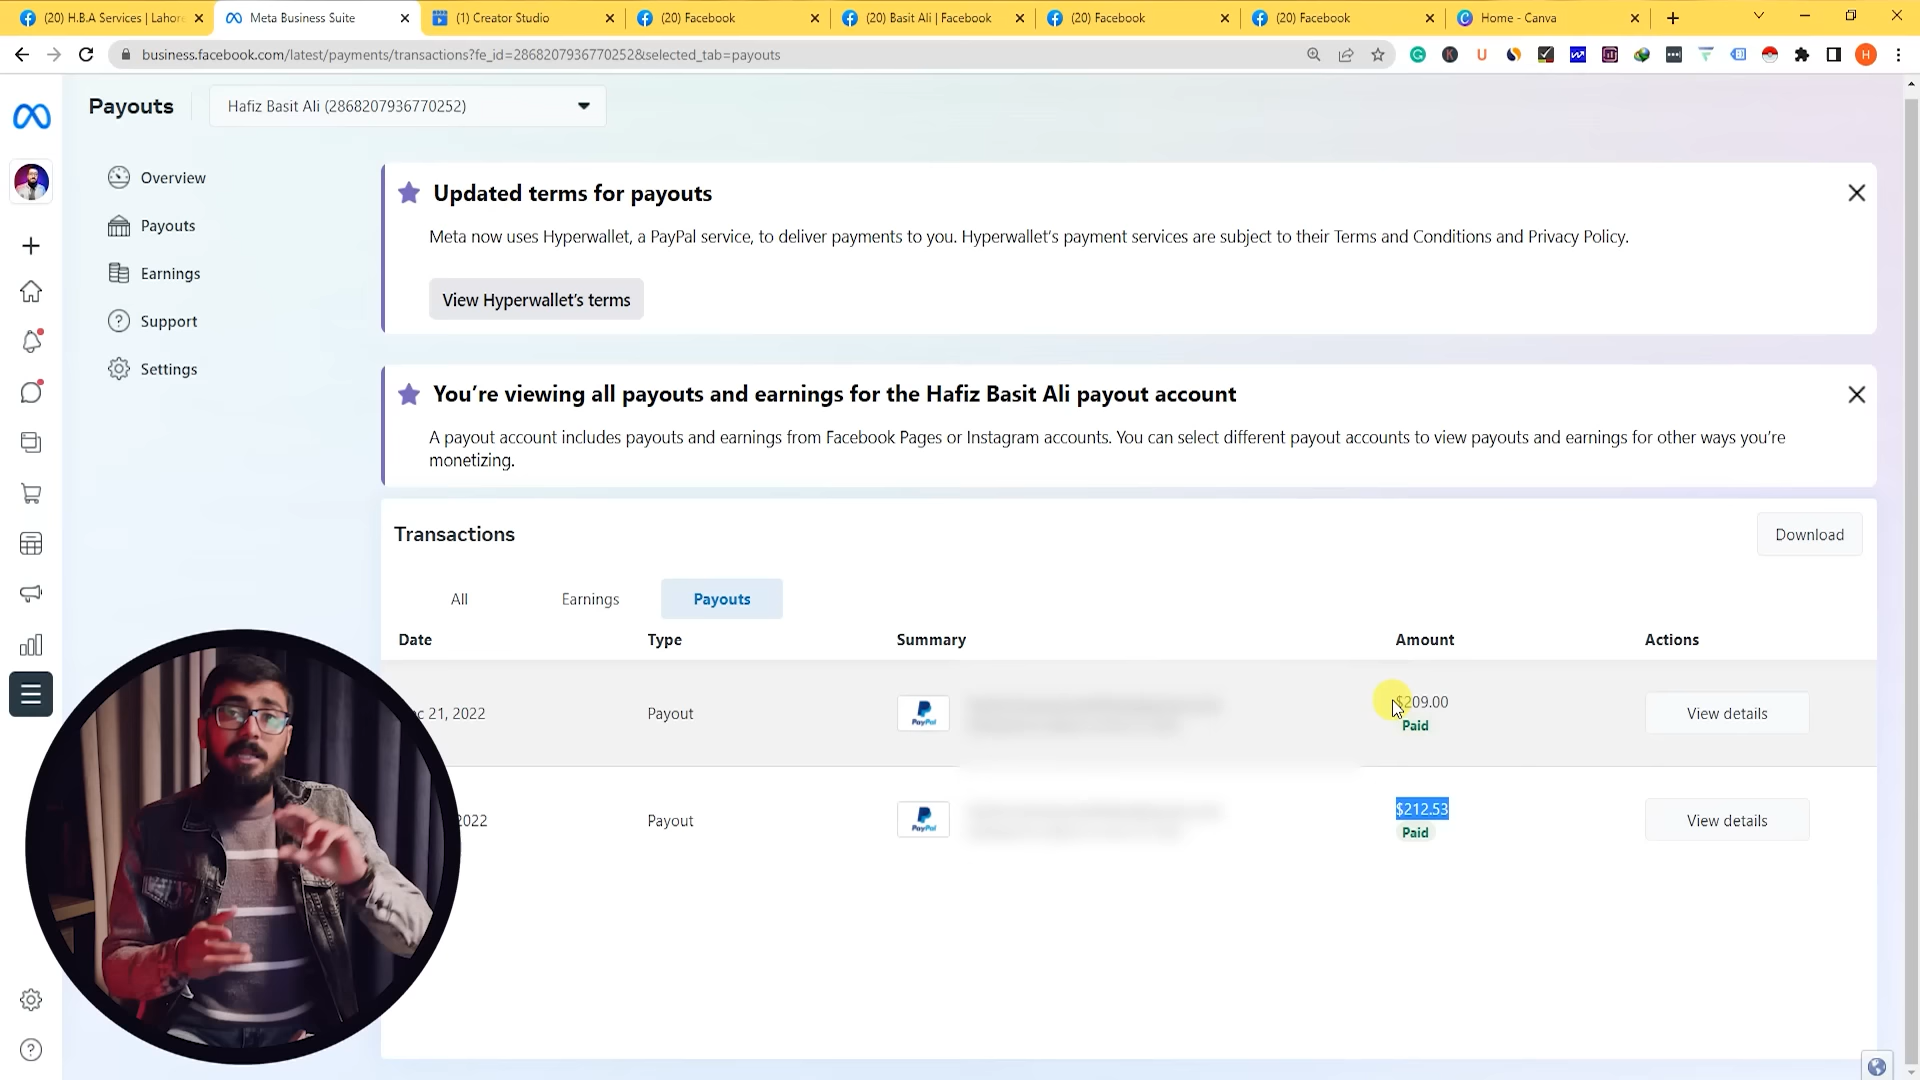 (20) H.B.A Services | Lahore
Meta Business Suite
(1) Creator Studio
(20) Facebook
(20) Basit Ali | Facebook
(20) Facebook
(20) Facebook
Home - Canva
business.facebook.com/latest/payments/transactions?fe_id=2868207936770252&selected_tab=payouts
Payouts
Hafiz Basit Ali (2868207936770252)
Overview
Payouts
Earnings
Support
Settings
Updated terms for payouts
Meta now uses Hyperwallet, a PayPal service, to deliver payments to you. Hyperwallet's payment services are subject to their Terms and Conditions and Privacy Policy.
View Hyperwallet's terms
You're viewing all payouts and earnings for the Hafiz Basit Ali payout account
A payout account includes payouts and earnings from Facebook Pages or Instagram accounts. You can select different payout accounts to view payouts and earnings for other ways you're
monetizing.
Transactions
Download
All
Earnings
Payouts
Date
Type
Summary
Amount
Actions
21, 2022
Payout
PayPal
$209.00
Paid
View details
2022
Payout
PayPal
$212.53
Paid
View details